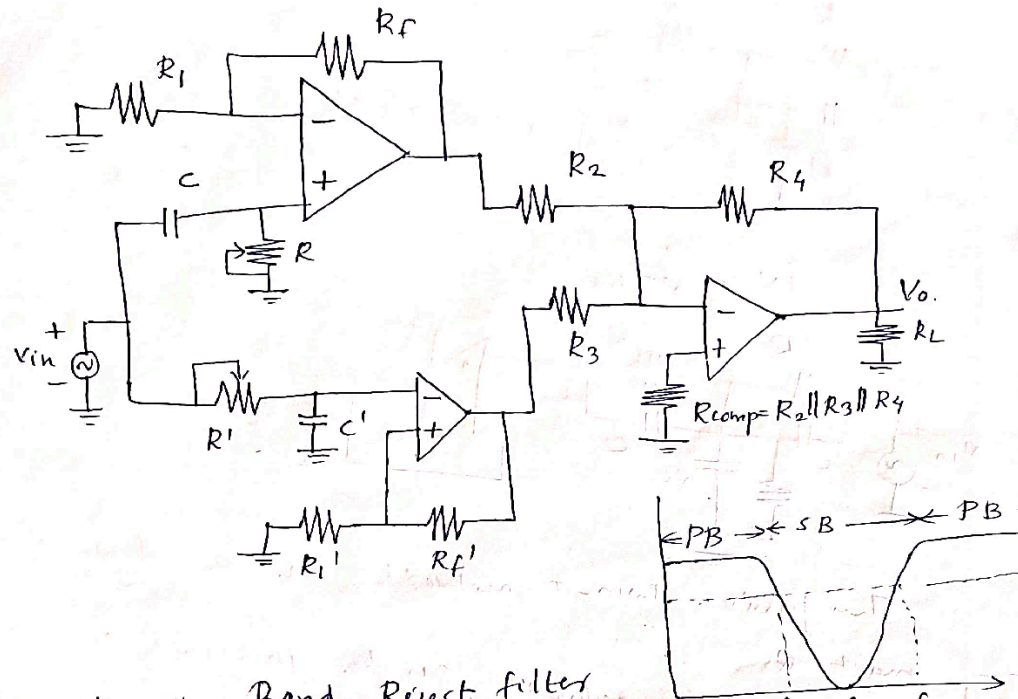 Rf
R1
−
+
C
R
R2
R4
R3
−
+
Vo.
RL
Rcomp=R2||R3||R4
+
Vin
−
R'
C'
−
+
R1'
Rf'
PB
SB
PB
Band Reject filter